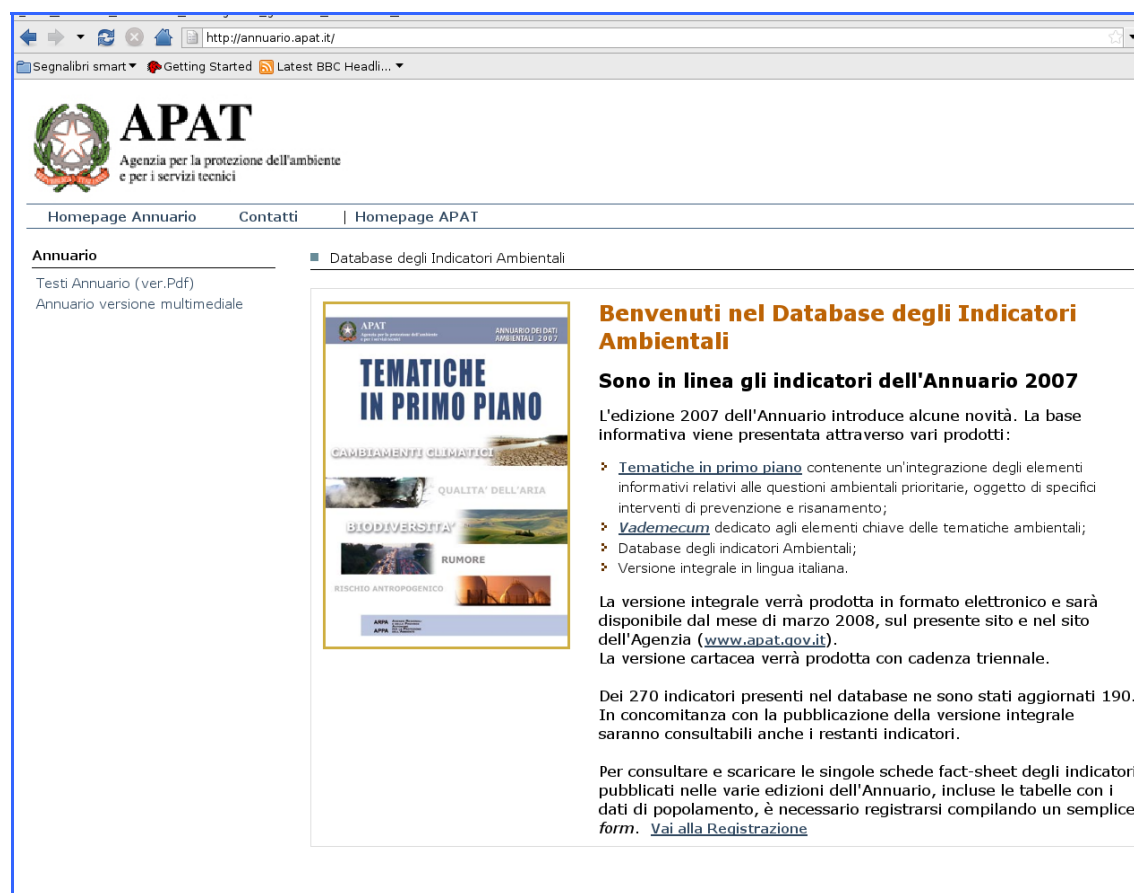 http://annuario.apat.it/
Segnalibri smart Getting Started Latest BBC Headli...
APAT
Agenzia per la protezione dell'ambiente
e per i servizi tecnici
Homepage Annuario Contatti | Homepage APAT
Annuario
Testi Annuario (ver.Pdf)
Annuario versione multimediale
Database degli Indicatori Ambientali
APAT
ANNUARIO DEI DATI
AMBIENTALI 2007
TEMATICHE
IN PRIMO PIANO
CAMBIAMENTI CLIMATICI
QUALITA' DELL'ARIA
BIODIVERSITA'
RUMORE
RISCHIO ANTROPOGENICO
ARPA
APPA
Benvenuti nel Database degli Indicatori
Ambientali
Sono in linea gli indicatori dell'Annuario 2007
L'edizione 2007 dell'Annuario introduce alcune novità. La base
informativa viene presentata attraverso vari prodotti:
Tematiche in primo piano contenente un'integrazione degli elementi
informativi relativi alle questioni ambientali prioritarie, oggetto di specifici
interventi di prevenzione e risanamento;
Vademecum dedicato agli elementi chiave delle tematiche ambientali;
Database degli indicatori Ambientali;
Versione integrale in lingua italiana.
La versione integrale verrà prodotta in formato elettronico e sarà
disponibile dal mese di marzo 2008, sul presente sito e nel sito
dell'Agenzia (www.apat.gov.it).
La versione cartacea verrà prodotta con cadenza triennale.
Dei 270 indicatori presenti nel database ne sono stati aggiornati 190.
In concomitanza con la pubblicazione della versione integrale
saranno consultabili anche i restanti indicatori.
Per consultare e scaricare le singole schede fact-sheet degli indicatori
pubblicati nelle varie edizioni dell'Annuario, incluse le tabelle con i
dati di popolamento, è necessario registrarsi compilando un semplice
form. Vai alla Registrazione